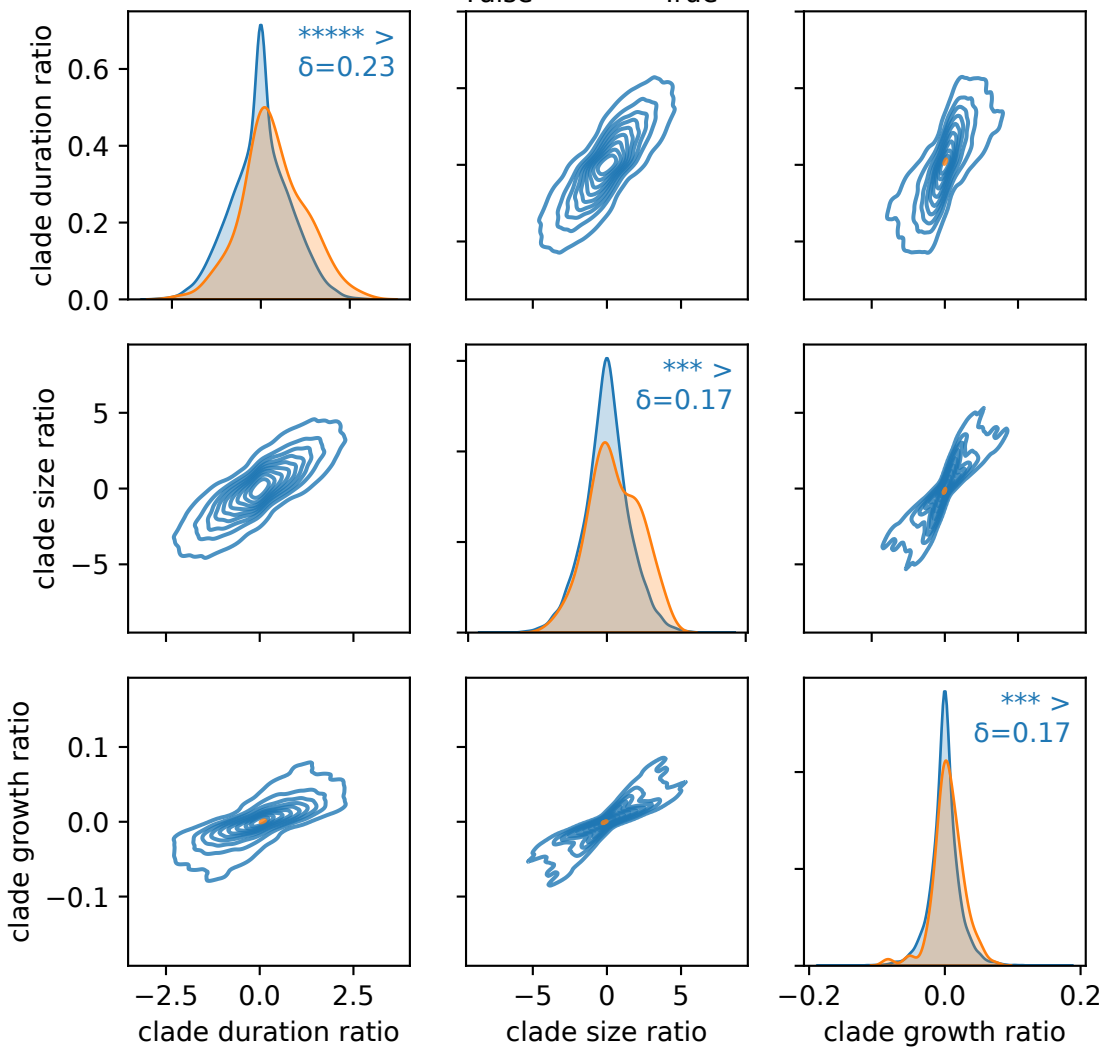 True
***** >
δ=0.23
clade duration ratio
0.6
0.4
0.2
0.0
*** >
δ=0.17
clade size ratio
5
0
−5
*** >
δ=0.17
clade growth ratio
0.1
0.0
−0.1
−2.5 0.0 2.5
−5 0 5
−0.2 0.0 0.2
clade duration ratio
clade size ratio
clade growth ratio